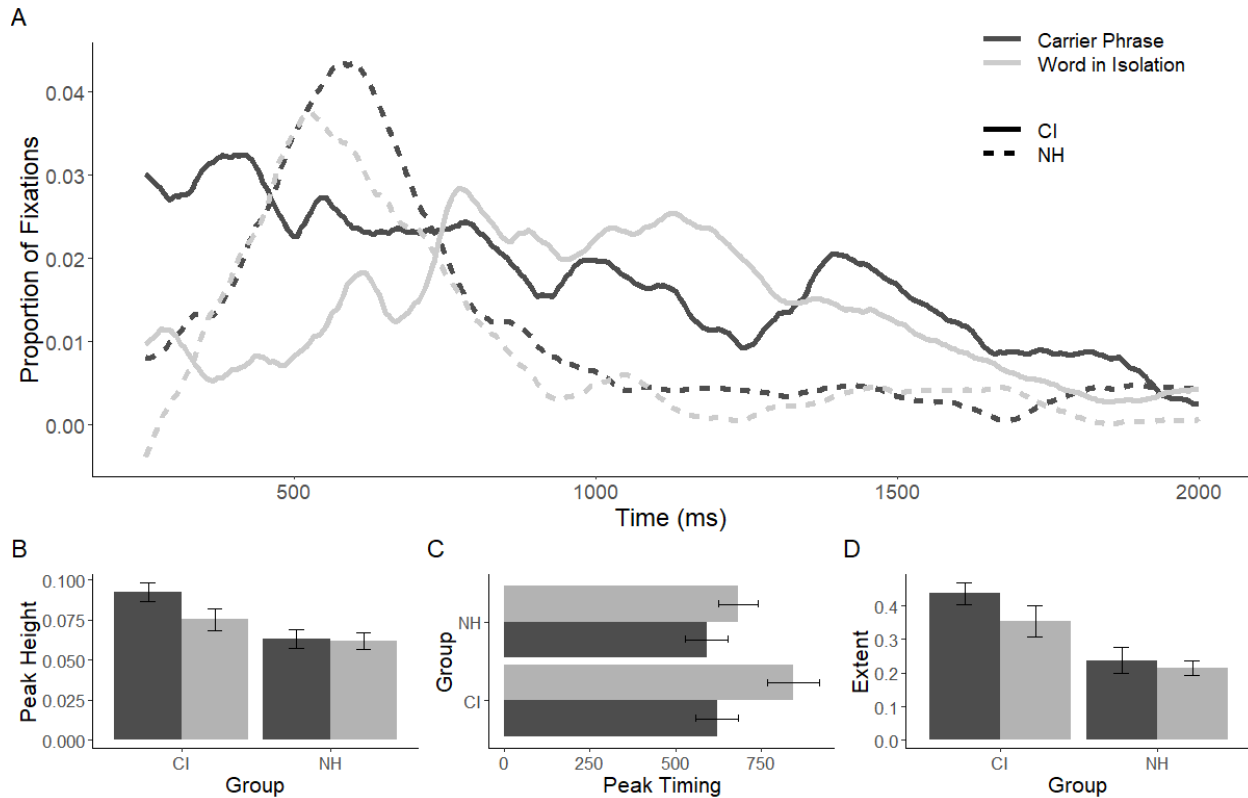 A
Carrier Phrase
Word in Isolation
CI
NH
Proportion of Fixations
0.04
0.03
0.02
0.01
0.00
500
1000
1500
2000
Time (ms)
B
Peak Height
0.100
0.075
0.050
0.025
0.000
CI
NH
Group
C
Group
NH
CI
0
250
500
750
Peak Timing
D
Extent
0.4
0.3
0.2
0.1
0.0
CI
NH
Group